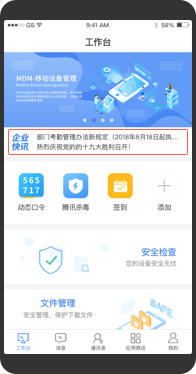 GS
9:41 AM
58%
工作台
MDM-移动设备管理
Mobile Device Management
企业快讯
部门考勤管理办法新规定（2018年8月18日起执...
热烈庆祝党的的十九大胜利召开！
565
717
动态口令
腾讯杀毒
签到
添加
安全检查
您的设备安全无忧
文件管理
安全管理、保护下载文件
SAFE
工作台
消息
通讯录
应用商店
我的